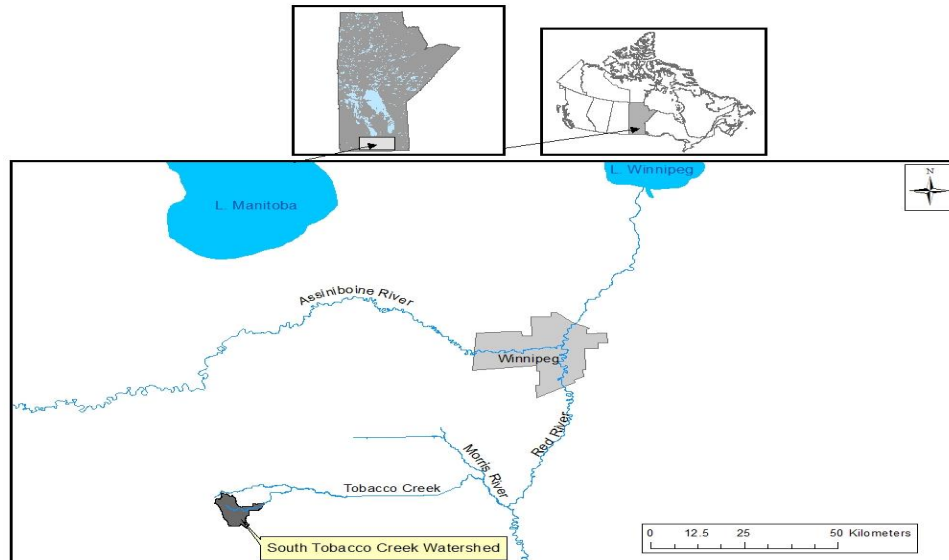 L. Winnipeg
N
L. Manitoba
Assiniboine River
Winnipeg
Red River
Morris River
Tobacco Creek
South Tobacco Creek Watershed
0 12.5 25 50 Kilometers